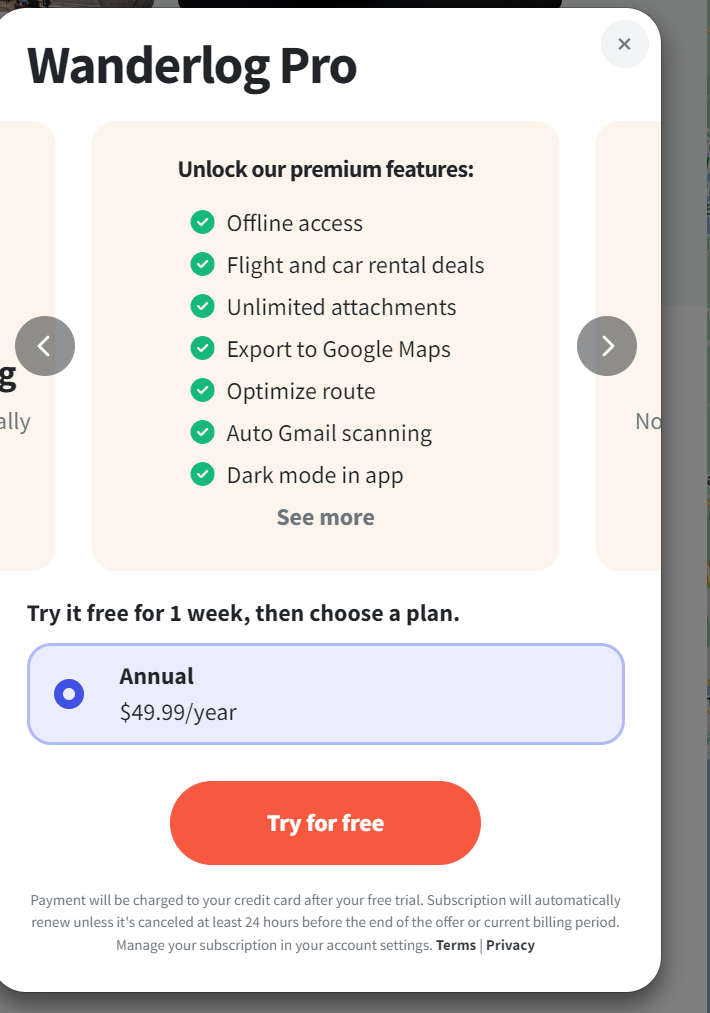 Wanderlog Pro
Unlock our premium features:
Offline access
Flight and car rental deals
Unlimited attachments
Export to Google Maps
Optimize route
Auto Gmail scanning
Dark mode in app
See more
Try it free for 1 week, then choose a plan.
Annual
$49.99/year
Try for free
Payment will be charged to your credit card after your free trial. Subscription will automatically
renew unless it's canceled at least 24 hours before the end of the offer or current billing period.
Manage your subscription in your account settings. Terms | Privacy